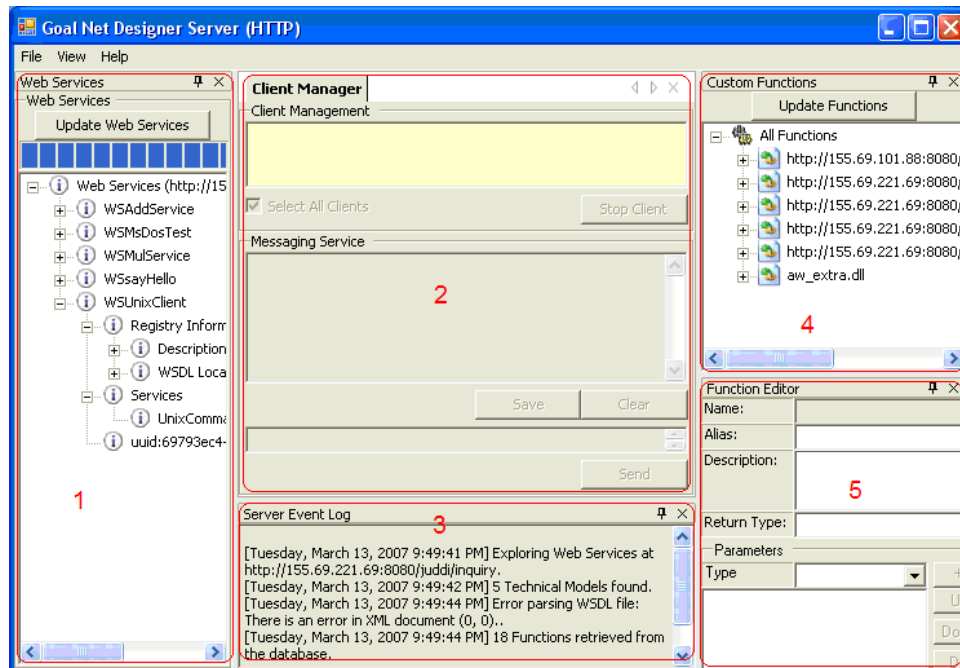 Goal Net Designer Server (HTTP)
File View Help
Web Services
Web Services
Update Web Services
Web Services (http://15
WSAddService
WSMsDosTest
WSMulService
WSsayHello
WSUnixClient
Registry Inform
Description
WSDL Loca
Services
UnixComma
uuid:69793ec4-
1
Client Manager
Client Management
Select All Clients
Stop Client
Messaging Service
2
Save
Clear
Send
Server Event Log
3
[Tuesday, March 13, 2007 9:49:41 PM] Exploring Web Services at
http://155.69.221.69:8080/juddi/inquiry.
[Tuesday, March 13, 2007 9:49:42 PM] 5 Technical Models found.
[Tuesday, March 13, 2007 9:49:44 PM] Error parsing WSDL file:
There is an error in XML document (0, 0)..
[Tuesday, March 13, 2007 9:49:44 PM] 18 Functions retrieved from
the database.
Custom Functions
Update Functions
All Functions
http://155.69.101.88:8080/
http://155.69.221.69:8080/
http://155.69.221.69:8080/
http://155.69.221.69:8080/
http://155.69.221.69:8080/
aw_extra.dll
4
Function Editor
Name:
Alias:
Description:
5
Return Type:
Parameters
Type
+
U
Do